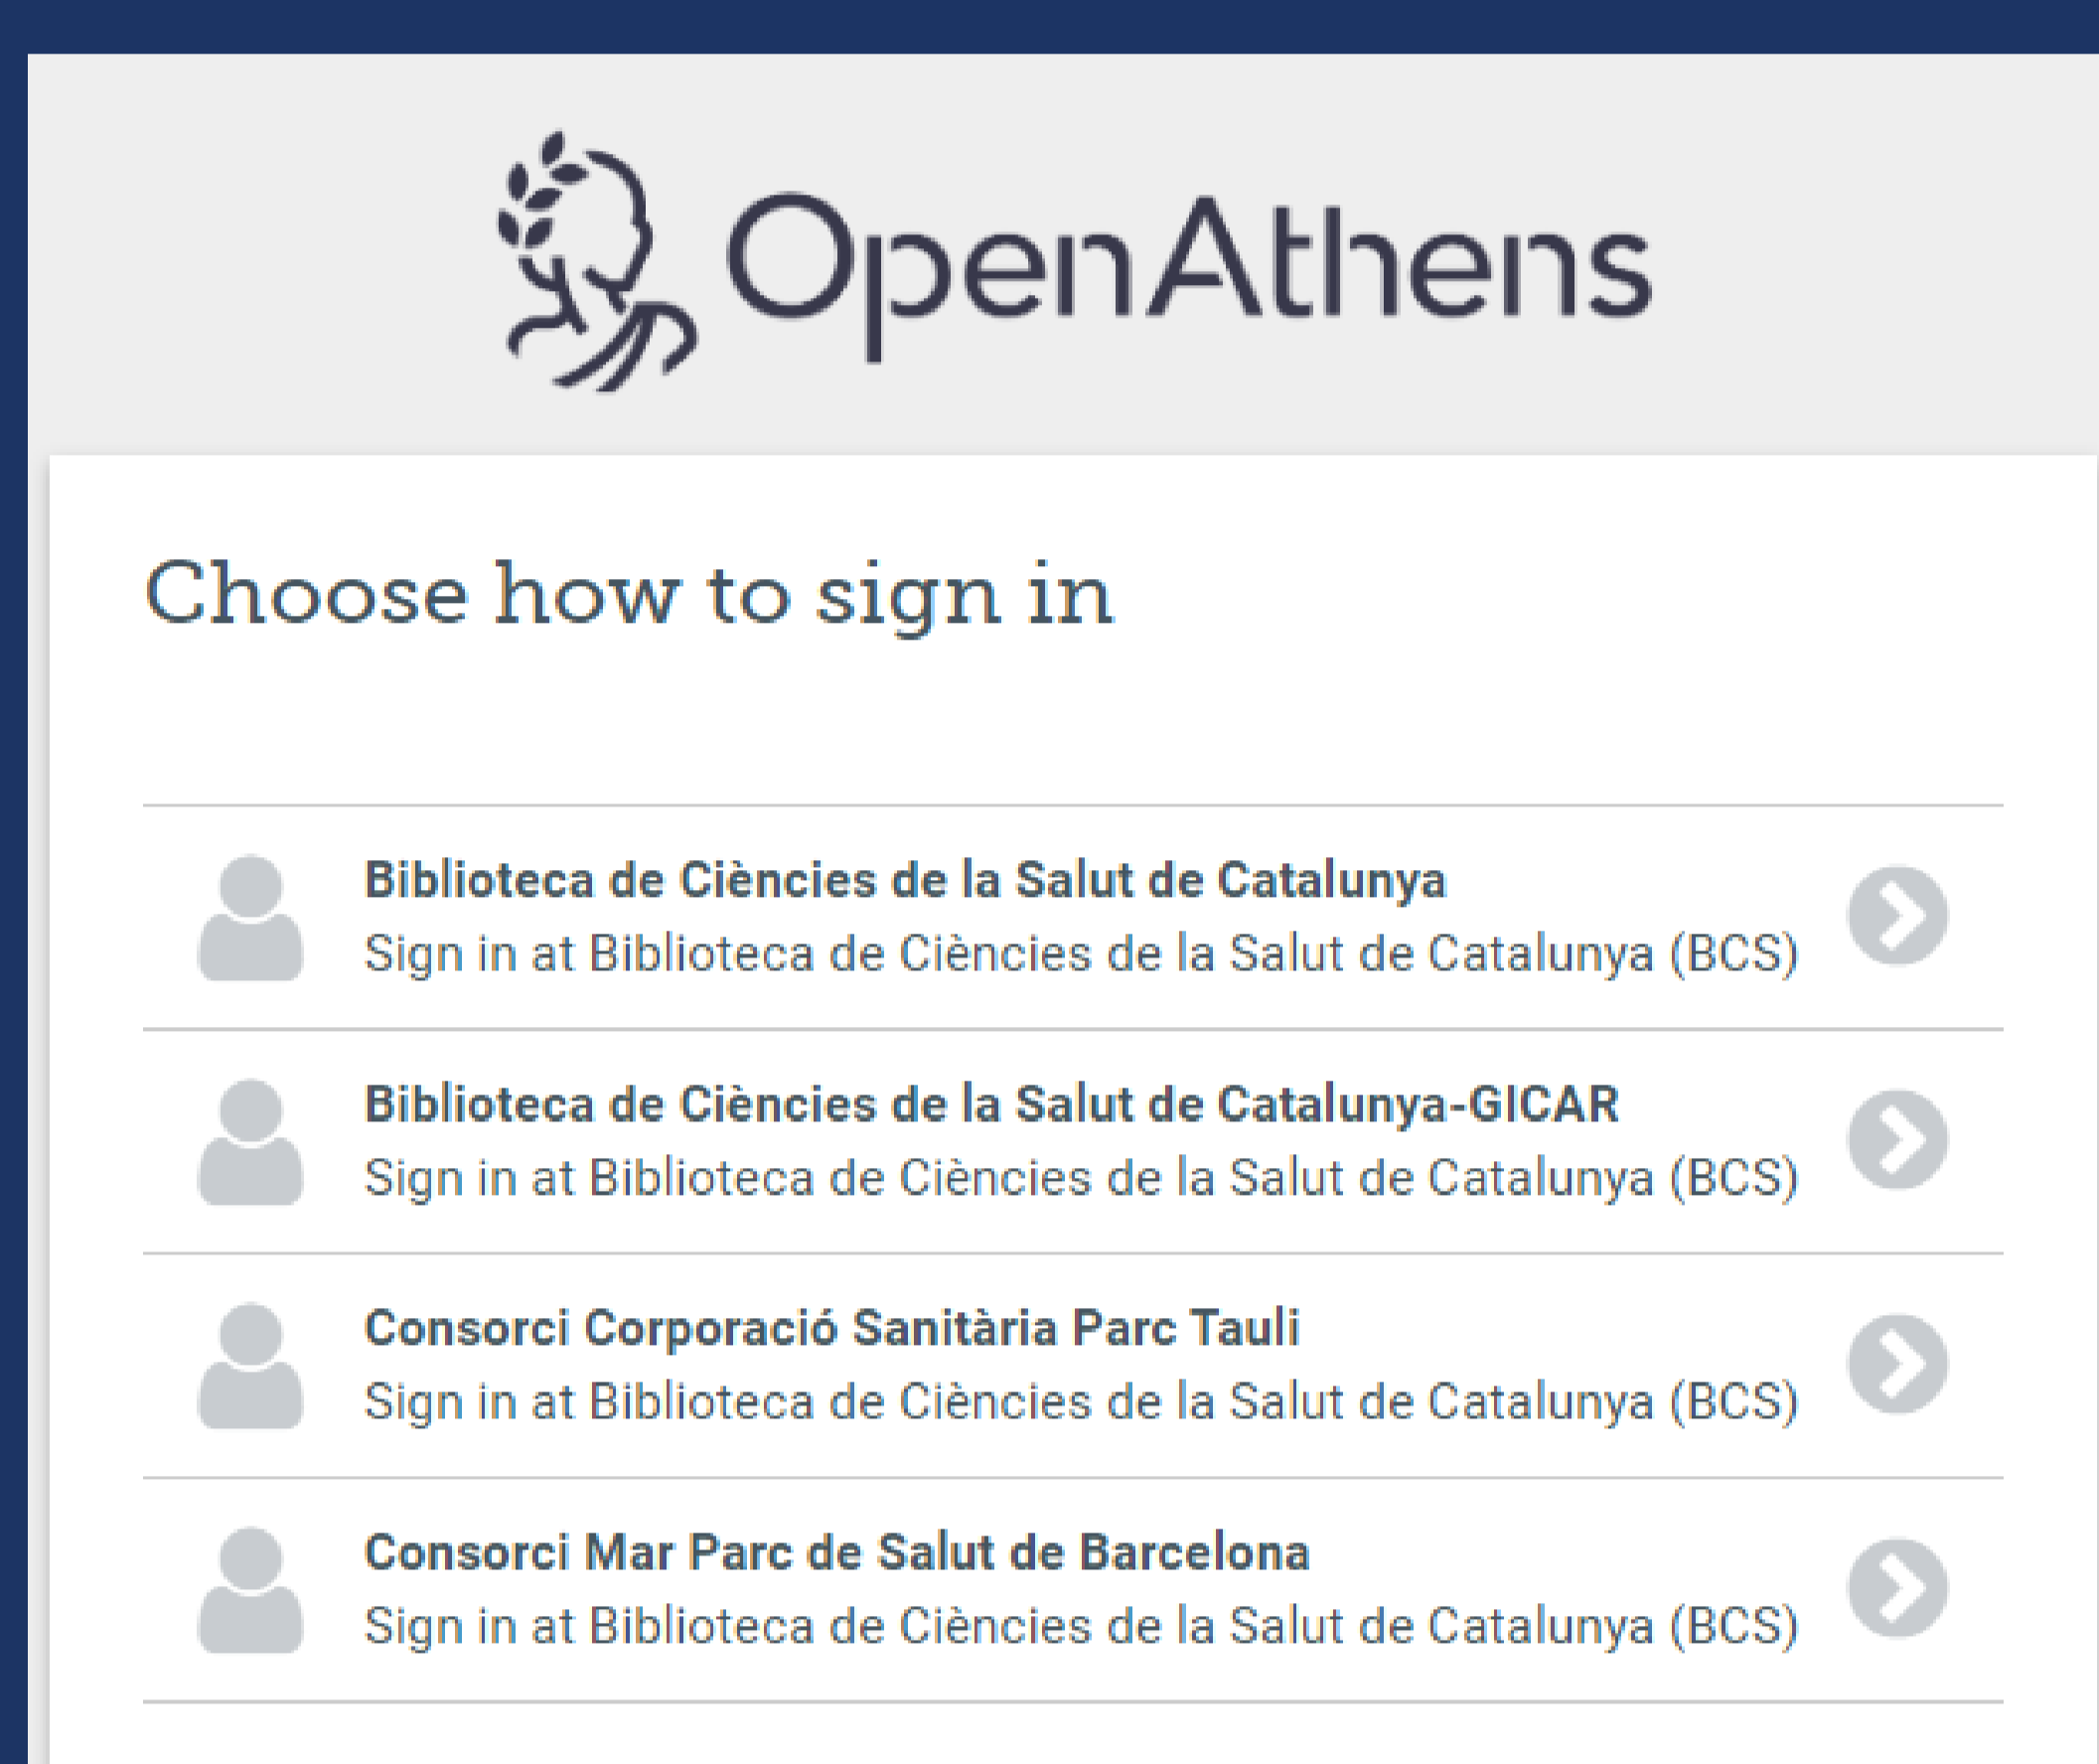 OpenAthens
Choose how to sign in
Biblioteca de Ciències de la Salut de Catalunya
Sign in at Biblioteca de Ciències de la Salut de Catalunya (BCS)
Biblioteca de Ciències de la Salut de Catalunya-GICAR
Sign in at Biblioteca de Ciències de la Salut de Catalunya (BCS)
Consorci Corporació Sanitària Parc Tauli
Sign in at Biblioteca de Ciències de la Salut de Catalunya (BCS)
Consorci Mar Parc de Salut de Barcelona
Sign in at Biblioteca de Ciències de la Salut de Catalunya (BCS)